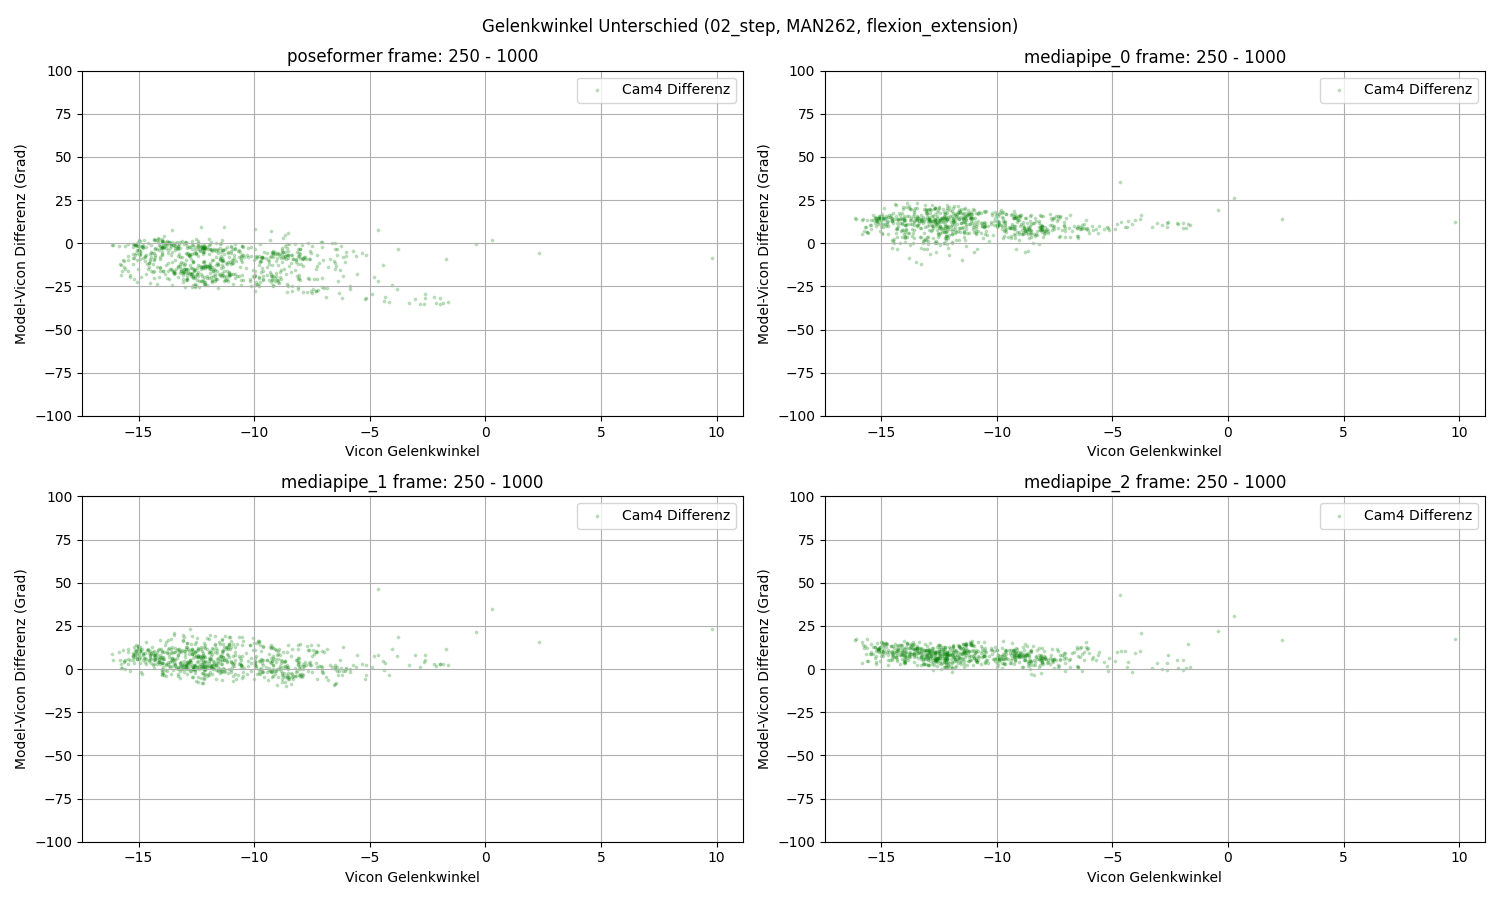 Gelenkwinkel Unterschied (02_step, MAN262, flexion_extension)
poseformer frame: 250 - 1000
Cam4 Differenz
Model-Vicon Differenz (Grad)
100
75
50
25
0
−25
−50
−75
−100
−15 −10 −5 0 5 10
Vicon Gelenkwinkel
mediapipe_0 frame: 250 - 1000
Cam4 Differenz
Model-Vicon Differenz (Grad)
100
75
50
25
0
−25
−50
−75
−100
−15 −10 −5 0 5 10
Vicon Gelenkwinkel
mediapipe_1 frame: 250 - 1000
Cam4 Differenz
Model-Vicon Differenz (Grad)
100
75
50
25
0
−25
−50
−75
−100
−15 −10 −5 0 5 10
Vicon Gelenkwinkel
mediapipe_2 frame: 250 - 1000
Cam4 Differenz
Model-Vicon Differenz (Grad)
100
75
50
25
0
−25
−50
−75
−100
−15 −10 −5 0 5 10
Vicon Gelenkwinkel